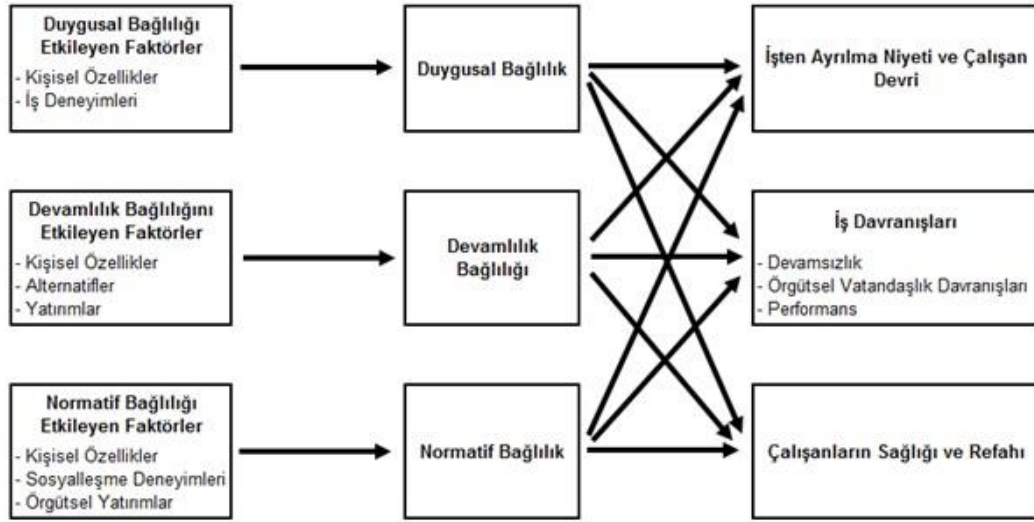 Duygusal Bağlılığı
Etkileyen Faktörler
- Kişisel Özellikler
- İş Deneyimleri
Duygusal Bağlılık
İşten Ayrılma Niyeti ve Çalışan
Devri
Devamlılık Bağlılığını
Etkileyen Faktörler
- Kişisel Özellikler
- Alternatifler
- Yatırımlar
Devamlılık
Bağlılığı
İş Davranışları
- Devamsızlık
- Örgütsel Vatandaşlık Davranışları
- Performans
Normatif Bağlılığı
Etkileyen Faktörler
- Kişisel Özellikler
- Sosyalleşme Deneyimleri
- Örgütsel Yatırımlar
Normatif Bağlılık
Çalışanların Sağlığı ve Refahı